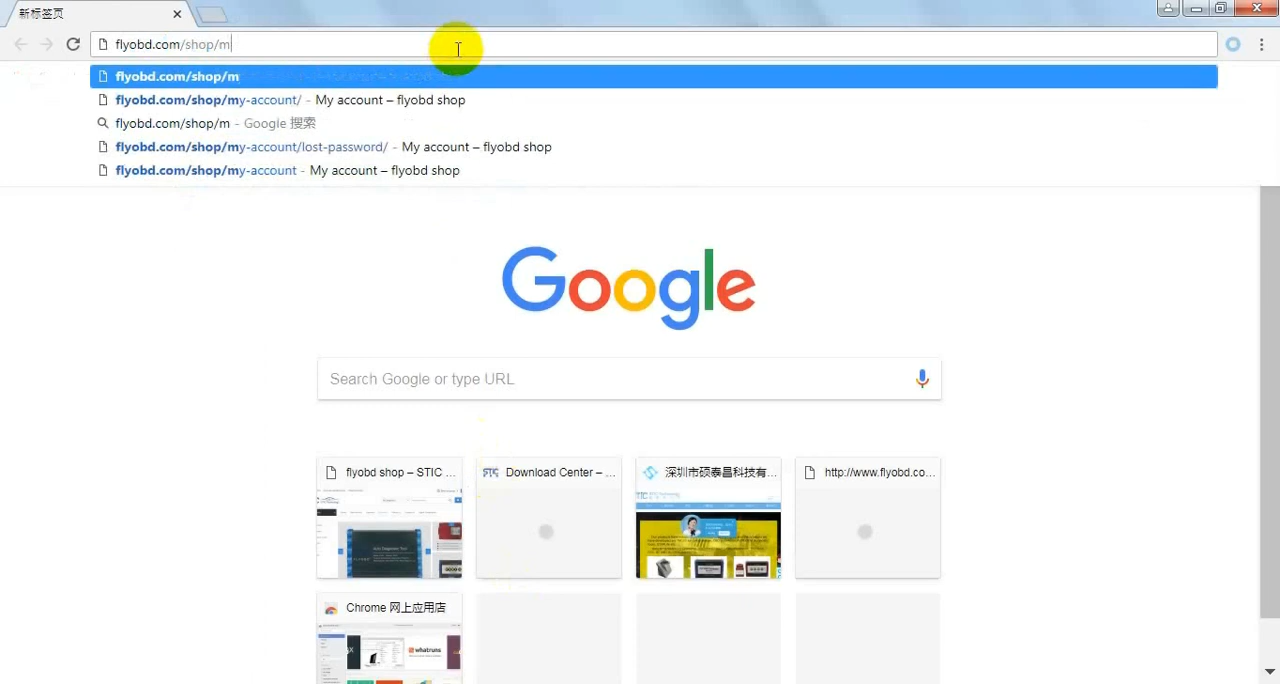 新标签页
flyobd.com/shop/m
flyobd.com/shop/m
flyobd.com/shop/my-account/ - My account – flyobd shop
flyobd.com/shop/m - Google 搜索
flyobd.com/shop/my-account/lost-password/ - My account – flyobd shop
flyobd.com/shop/my-account - My account – flyobd shop
Google
Search Google or type URL
flyobd shop – STIC ...
STIC Download Center – ...
深圳市硕泰昌科技有...
http://www.flyobd.co...
Chrome 网上应用店
whatruns